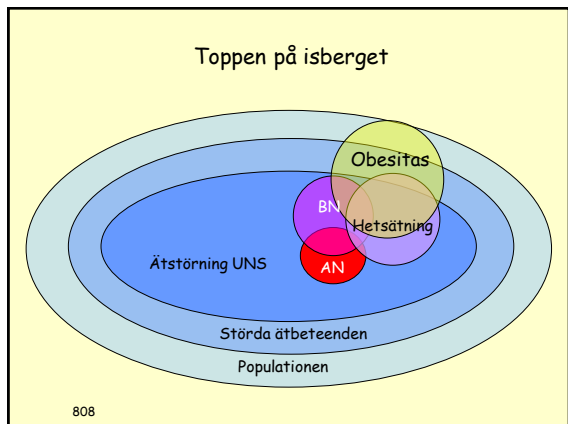 Toppen på isberget
Obesitas
BN
Hetsätning
Ätstörning UNS
AN
Störda ätbeteenden
Populationen
808